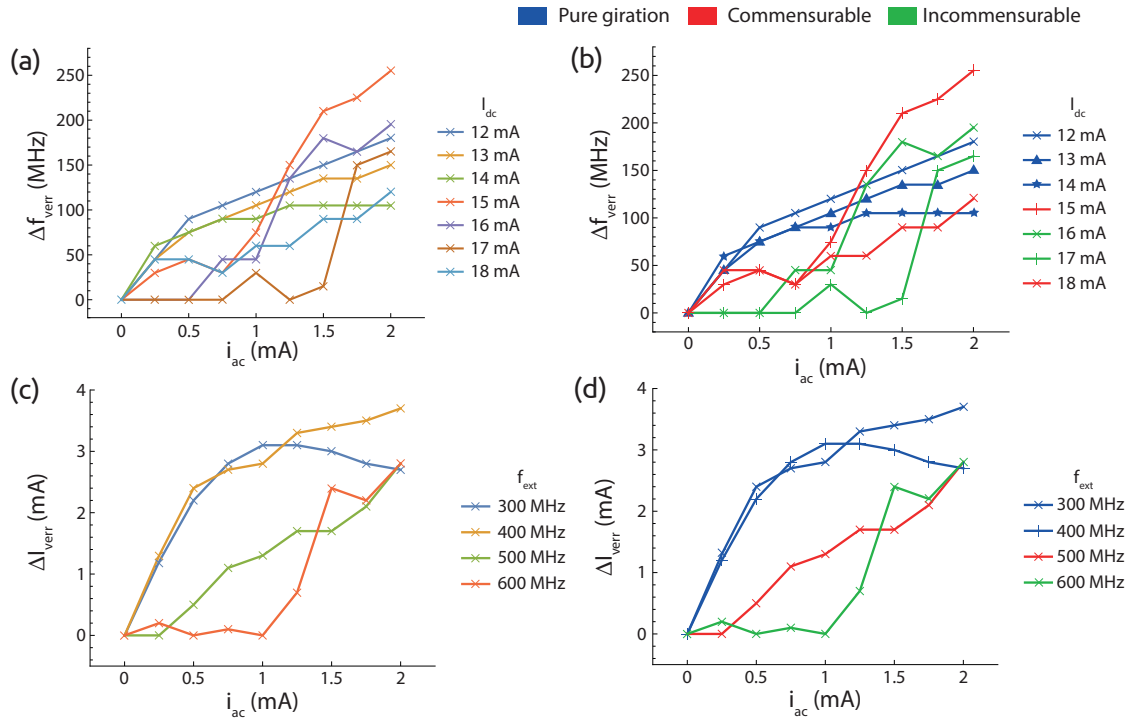 Pure giration Commensurable Incommensurable
(a)
Δf_verr (MHz)
250
200
150
100
50
0
0 0.5 1 1.5 2
i_ac (mA)
I_dc
12 mA
13 mA
14 mA
15 mA
16 mA
17 mA
18 mA
(b)
Δf_verr (MHz)
250
200
150
100
50
0
0 0.5 1 1.5 2
i_ac (mA)
I_dc
12 mA
13 mA
14 mA
15 mA
16 mA
17 mA
18 mA
(c)
ΔI_verr (mA)
4
3
2
1
0
0 0.5 1 1.5 2
i_ac (mA)
f_ext
300 MHz
400 MHz
500 MHz
600 MHz
(d)
ΔI_verr (mA)
4
3
2
1
0
0 0.5 1 1.5 2
i_ac (mA)
f_ext
300 MHz
400 MHz
500 MHz
600 MHz